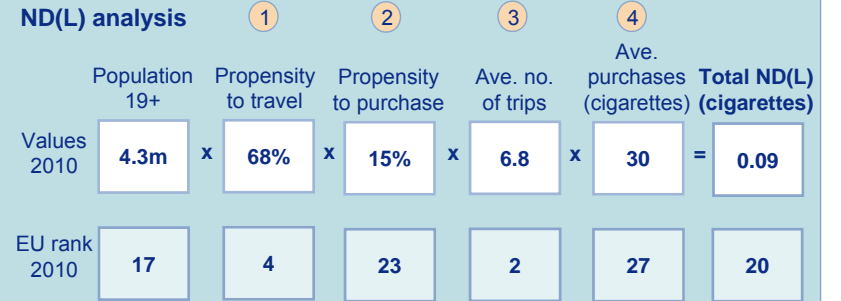 ND(L) analysis
1 2 3 4
Population 19+
Propensity to travel
Propensity to purchase
Ave. no. of trips
Ave. purchases (cigarettes)
Total ND(L) (cigarettes)
Values 2010
4.3m x 68% x 15% x 6.8 x 30 = 0.09
EU rank 2010
17 4 23 2 27 20